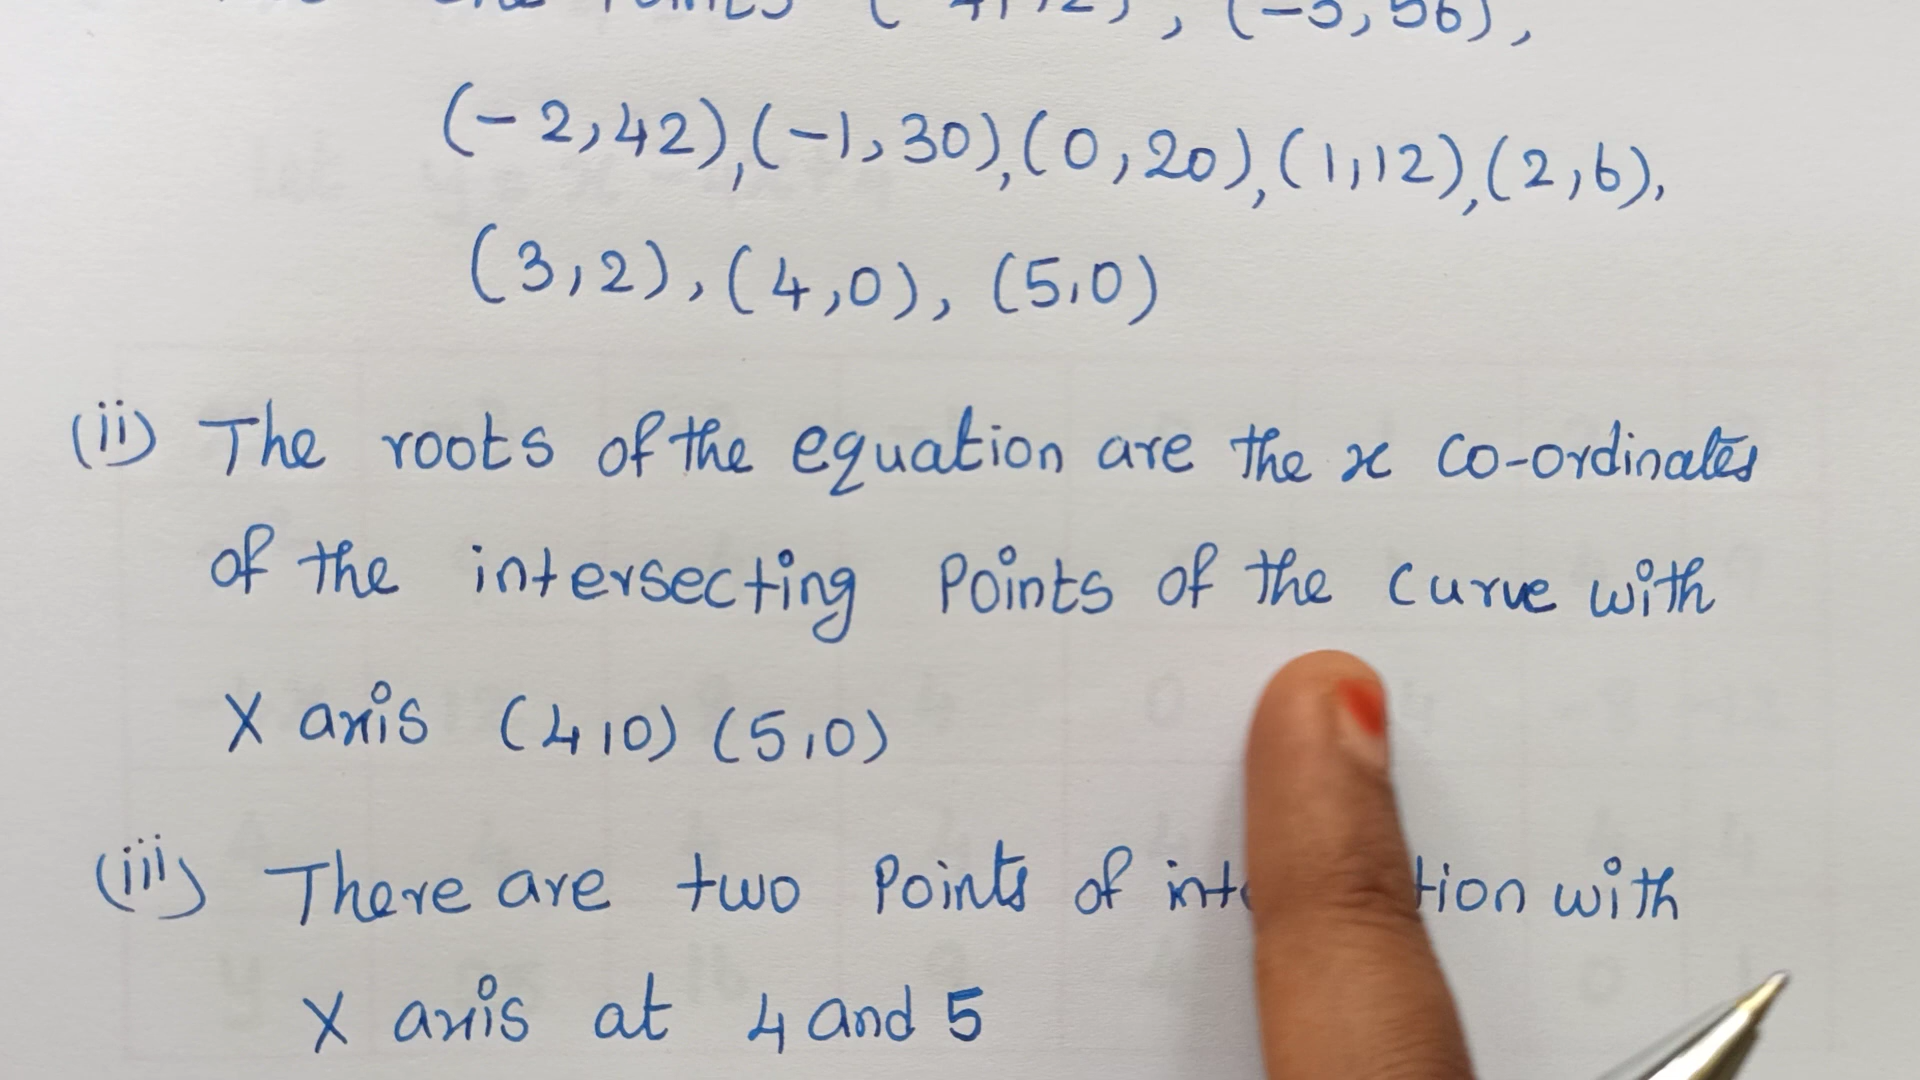 (-2,42),(-1,30),(0,20),(1,12),(2,6),
(3,2),(4,0),(5,0)
(ii) The roots of the equation are the x co-ordinates
of the intersecting Points of the curve with
X axis (4,0) (5,0)
(iii) There are two Points of with
X axis at 4 and 5